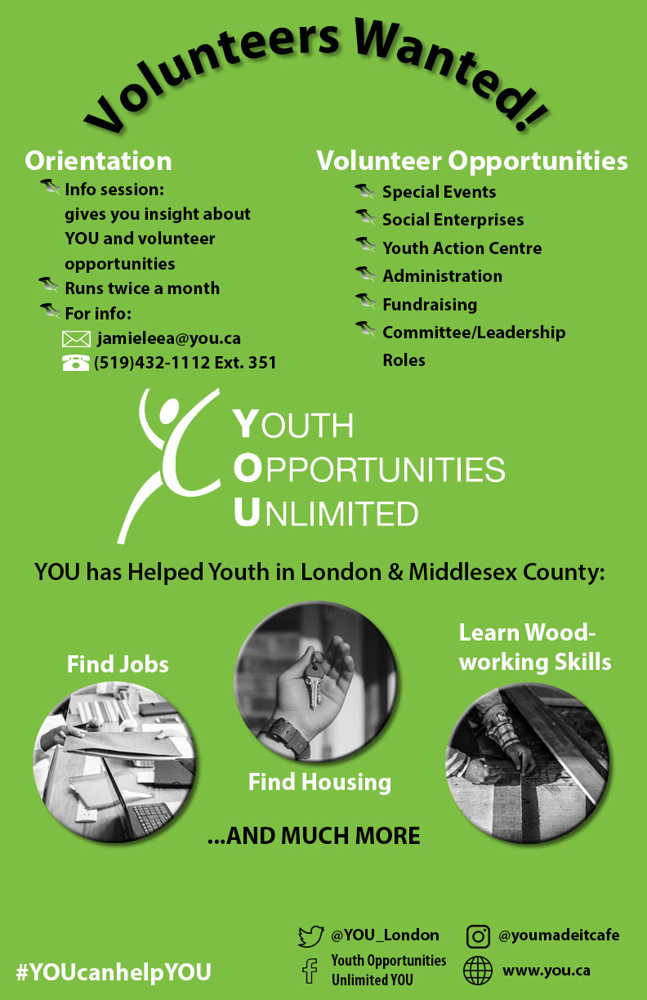 Volunteers Wanted!
Orientation
Info session:
gives you insight about
YOU and volunteer
opportunities
Runs twice a month
For info:
jamieleea@you.ca
(519)432-1112 Ext. 351
Volunteer Opportunities
Special Events
Social Enterprises
Youth Action Centre
Administration
Fundraising
Committee/Leadership
Roles
YOUTH
OPPORTUNITIES
UNLIMITED
YOU has Helped Youth in London & Middlesex County:
Find Jobs
Find Housing
Learn Wood-
working Skills
...AND MUCH MORE
#YOUcanhelpYOU
@YOU_London
@youmadeitcafe
Youth Opportunities
Unlimited YOU
www.you.ca